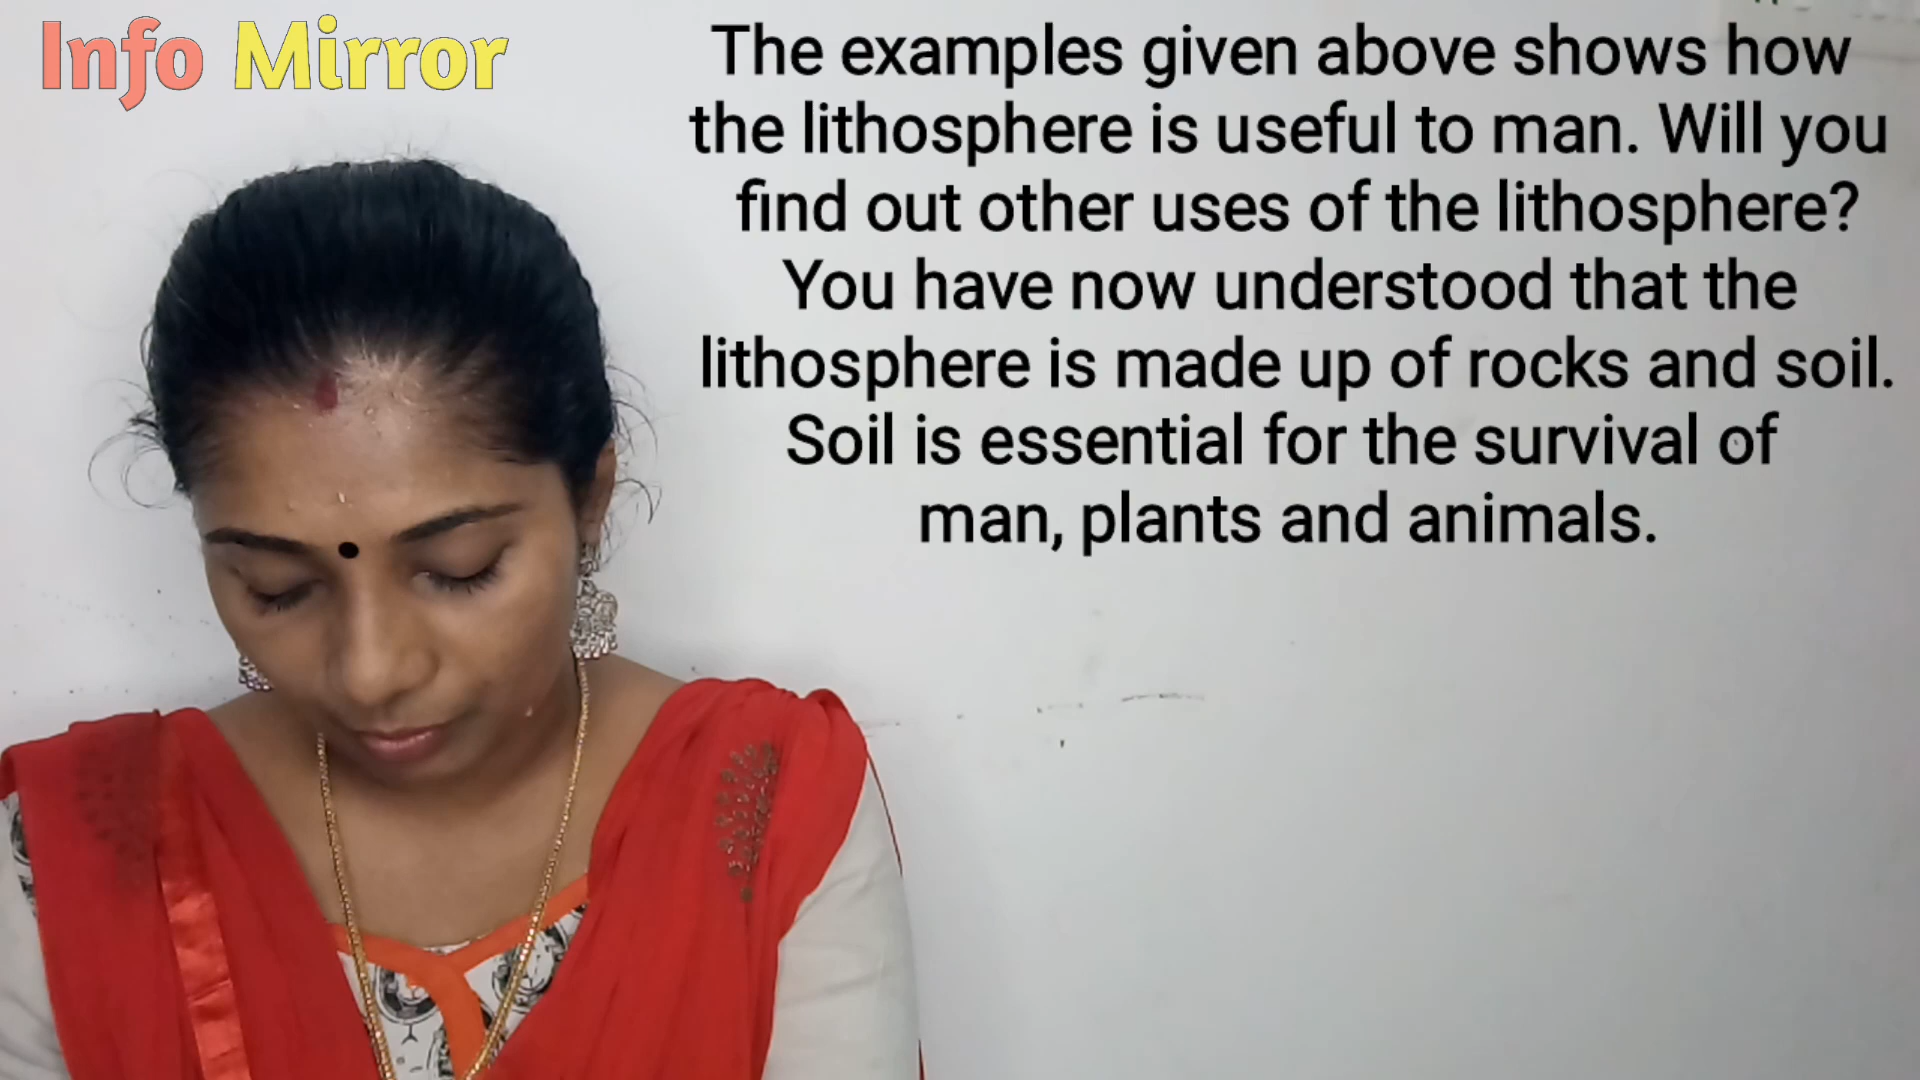 Info Mirror
The examples given above shows how
the lithosphere is useful to man. Will you
find out other uses of the lithosphere?
You have now understood that the
lithosphere is made up of rocks and soil.
Soil is essential for the survival of
man, plants and animals.